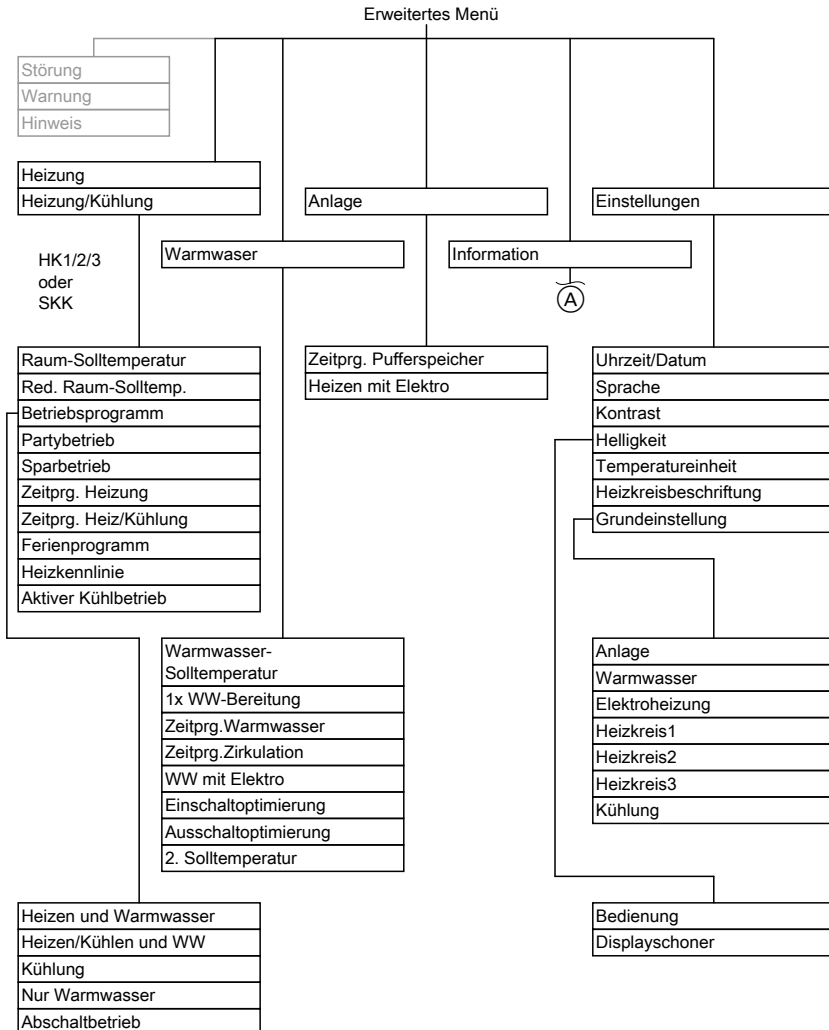 Erweitertes Menü
Störung
Warnung
Hinweis
Heizung
Heizung/Kühlung
Anlage
Einstellungen
HK1/2/3
oder
SKK
Warmwaser
Information
A
Raum-Solltemperatur
Red. Raum-Solltemp.
Betriebsprogramm
Partybetrieb
Sparbetrieb
Zeitprg. Heizung
Zeitprg. Heiz/Kühlung
Ferienprogramm
Heizkennlinie
Aktiver Kühlbetrieb
Zeitprg. Pufferspeicher
Heizen mit Elektro
Uhrzeit/Datum
Sprache
Kontrast
Helligkeit
Temperatureinheit
Heizkreisbeschriftung
Grundeinstellung
Warmwasser-
Solltemperatur
1x WW-Bereitung
Zeitprg.Warmwasser
Zeitprg.Zirkulation
WW mit Elektro
Einschaltoptimierung
Ausschaltoptimierung
2. Solltemperatur
Anlage
Warmwasser
Elektroheizung
Heizkreis1
Heizkreis2
Heizkreis3
Kühlung
Heizen und Warmwasser
Heizen/Kühlen und WW
Kühlung
Nur Warmwasser
Abschaltbetrieb
Bedienung
Displayschoner